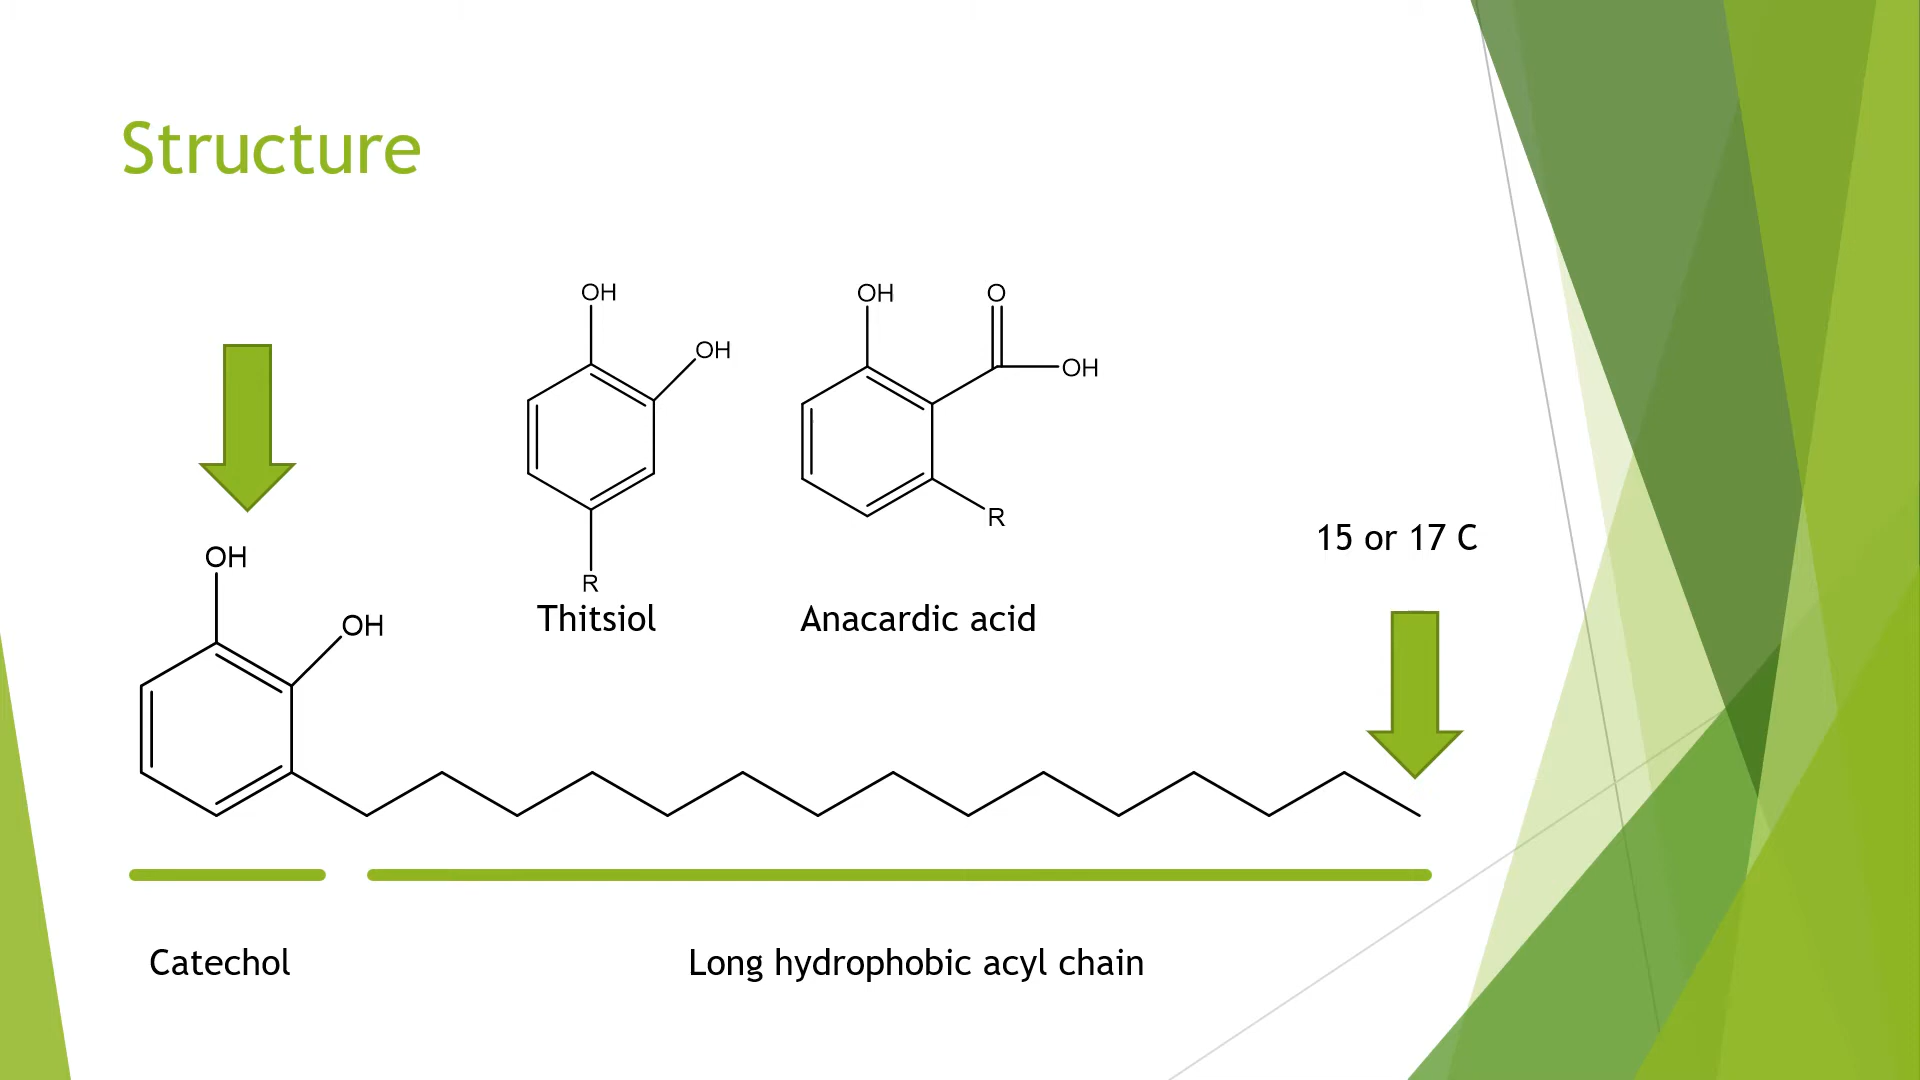 Structure
OH
OH
R
Thitsiol
OH
O
OH
R
Anacardic acid
15 or 17 C
OH
OH
Catechol
Long hydrophobic acyl chain